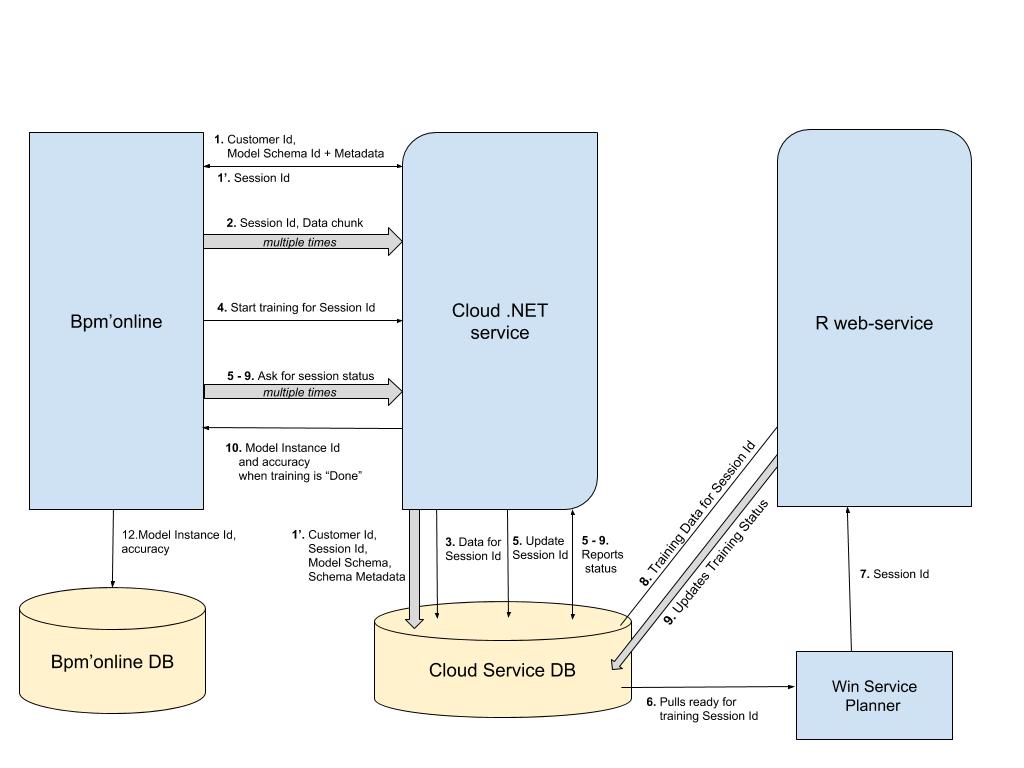 1. Customer Id,
Model Schema Id + Metadata
1’. Session Id
2. Session Id, Data chunk
multiple times
4. Start training for Session Id
Bpm’online
Cloud .NET
service
R web-service
5 - 9. Ask for session status
multiple times
10. Model Instance Id
and accuracy
when training is “Done”
12.Model Instance Id,
accuracy
1’. Customer Id,
Session Id,
Model Schema,
Schema Metadata
3. Data for
Session Id
5. Update
Session Id
5 - 9.
Reports
status
8. Training Data for Session Id
9. Updates Training Status
7. Session Id
Bpm’online DB
Cloud Service DB
6. Pulls ready for
training Session Id
Win Service
Planner